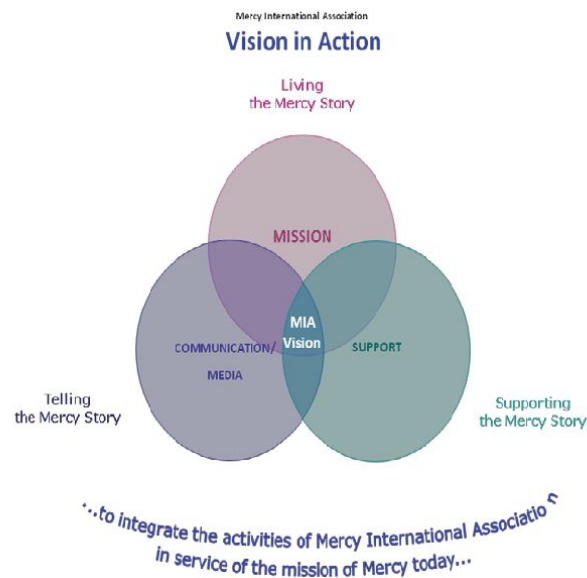 Mercy International Association
Vision in Action
Living
the Mercy Story
MISSION
MIA
Vision
COMMUNICATION/
MEDIA
SUPPORT
Telling
the Mercy Story
Supporting
the Mercy Story
...to integrate the activities of Mercy International Association
in service of the mission of Mercy today...